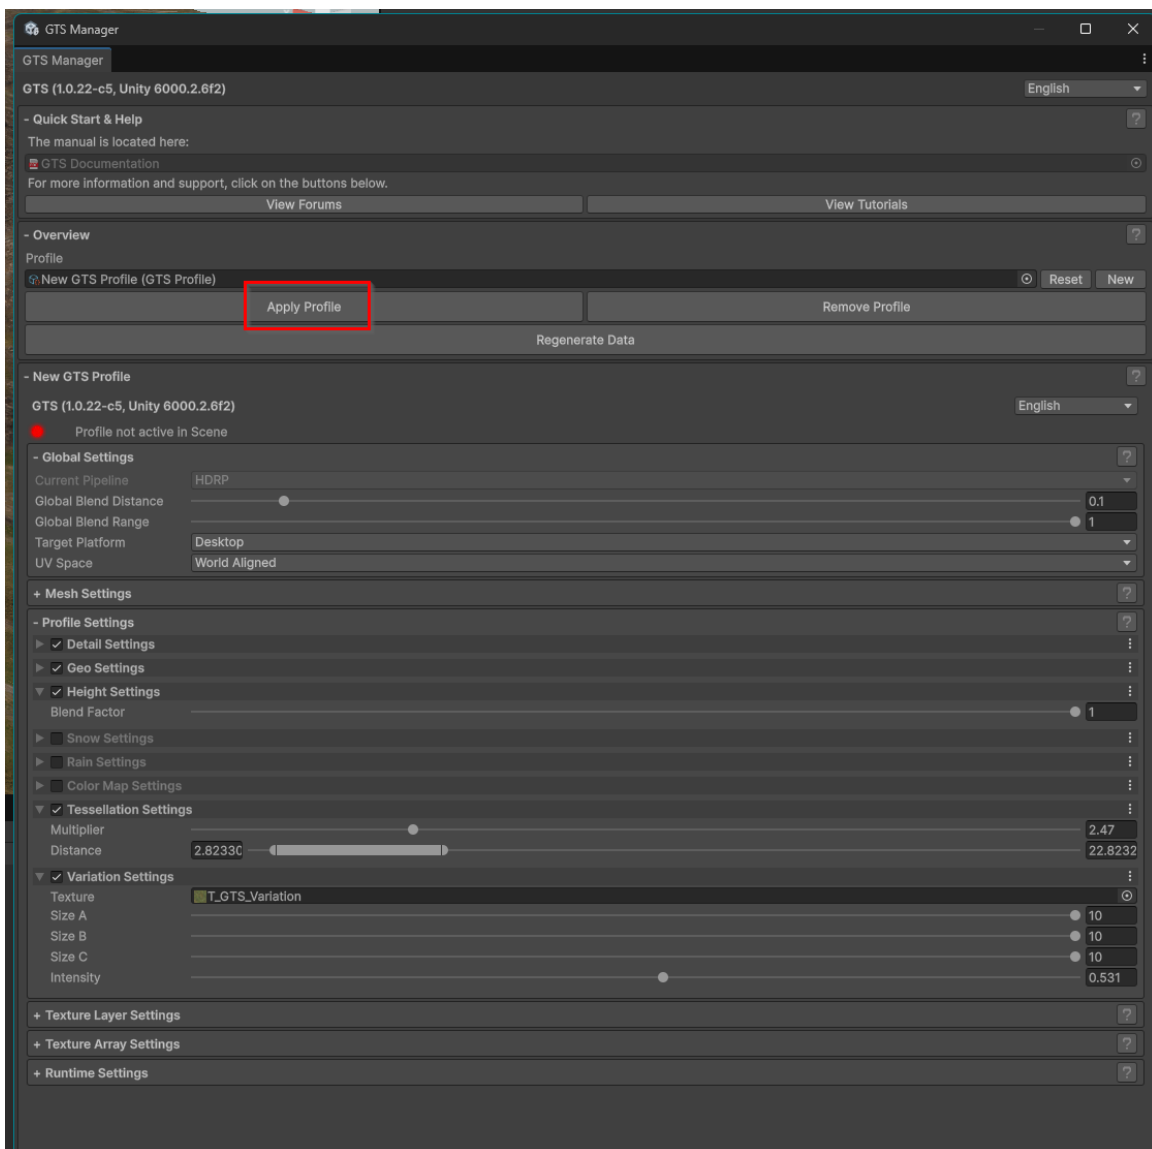 GTS Manager
GTS Manager
GTS (1.0.22-c5, Unity 6000.2.6f2) English
- Quick Start & Help ?
The manual is located here:
GTS Documentation
For more information and support, click on the buttons below.
View Forums View Tutorials
- Overview ?
Profile
New GTS Profile (GTS Profile) Reset New
Apply Profile Remove Profile
Regenerate Data
- New GTS Profile ?
GTS (1.0.22-c5, Unity 6000.2.6f2) English
Profile not active in Scene
- Global Settings ?
Current Pipeline HDRP
Global Blend Distance 0.1
Global Blend Range 1
Target Platform Desktop
UV Space World Aligned
+ Mesh Settings ?
- Profile Settings ?
Detail Settings
Geo Settings
Height Settings
Blend Factor 1
Snow Settings
Rain Settings
Color Map Settings
Tessellation Settings
Multiplier 2.47
Distance 2.82330 22.8232
Variation Settings
Texture T_GTS_Variation
Size A 10
Size B 10
Size C 10
Intensity 0.531
+ Texture Layer Settings ?
+ Texture Array Settings ?
+ Runtime Settings ?